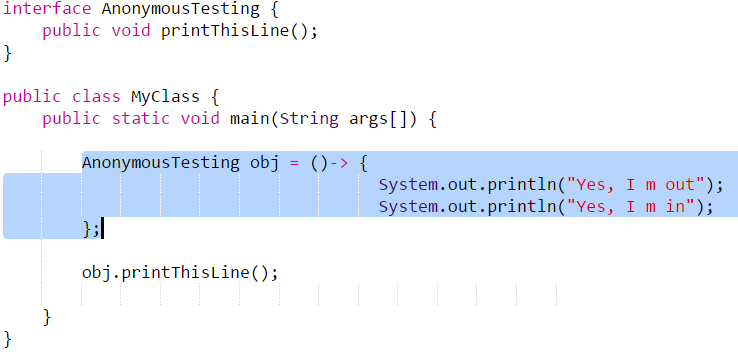 interface AnonymousTesting {
    public void printThisLine();
}
public class MyClass {
    public static void main(String args[]) {
        AnonymousTesting obj = ()-> {
                                      System.out.println("Yes, I m out");
                                      System.out.println("Yes, I m in");
        };
        obj.printThisLine();
    }
}